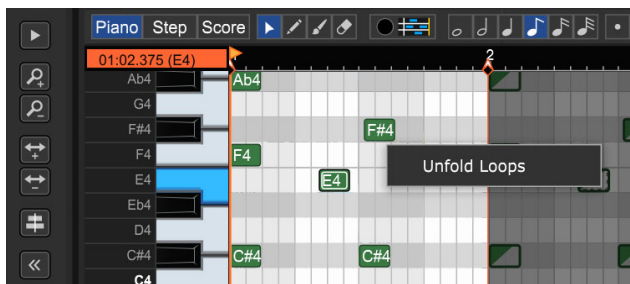 Piano Step Score
01:02.375 (E4)
2
Ab4 Ab4
G4
F#4 F#4
F4 F4
Unfold Loops
E4 E4
Eb4
D4
C#4 C#4 C#4
C4